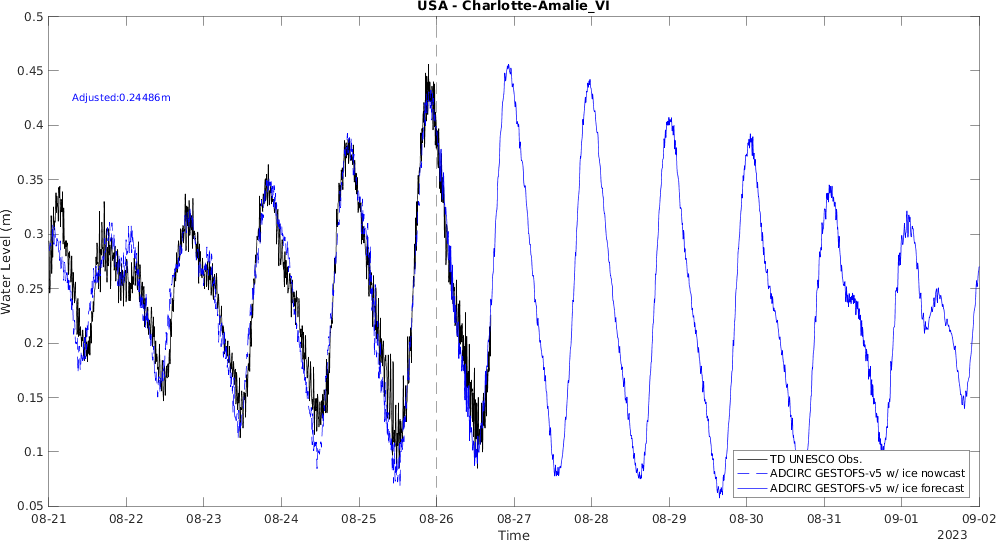 USA - Charlotte-Amalie_VI
0.5
0.45
Adjusted:0.24486m
0.4
0.35
0.3
Water Level (m)
0.25
0.2
0.15
0.1
0.05
TD UNESCO Obs.
ADCIRC GESTOFS-v5 w/ ice nowcast
ADCIRC GESTOFS-v5 w/ ice forecast
08-21 08-22 08-23 08-24 08-25 08-26 08-27 08-28 08-29 08-30 08-31 09-01 09-02
Time
2023